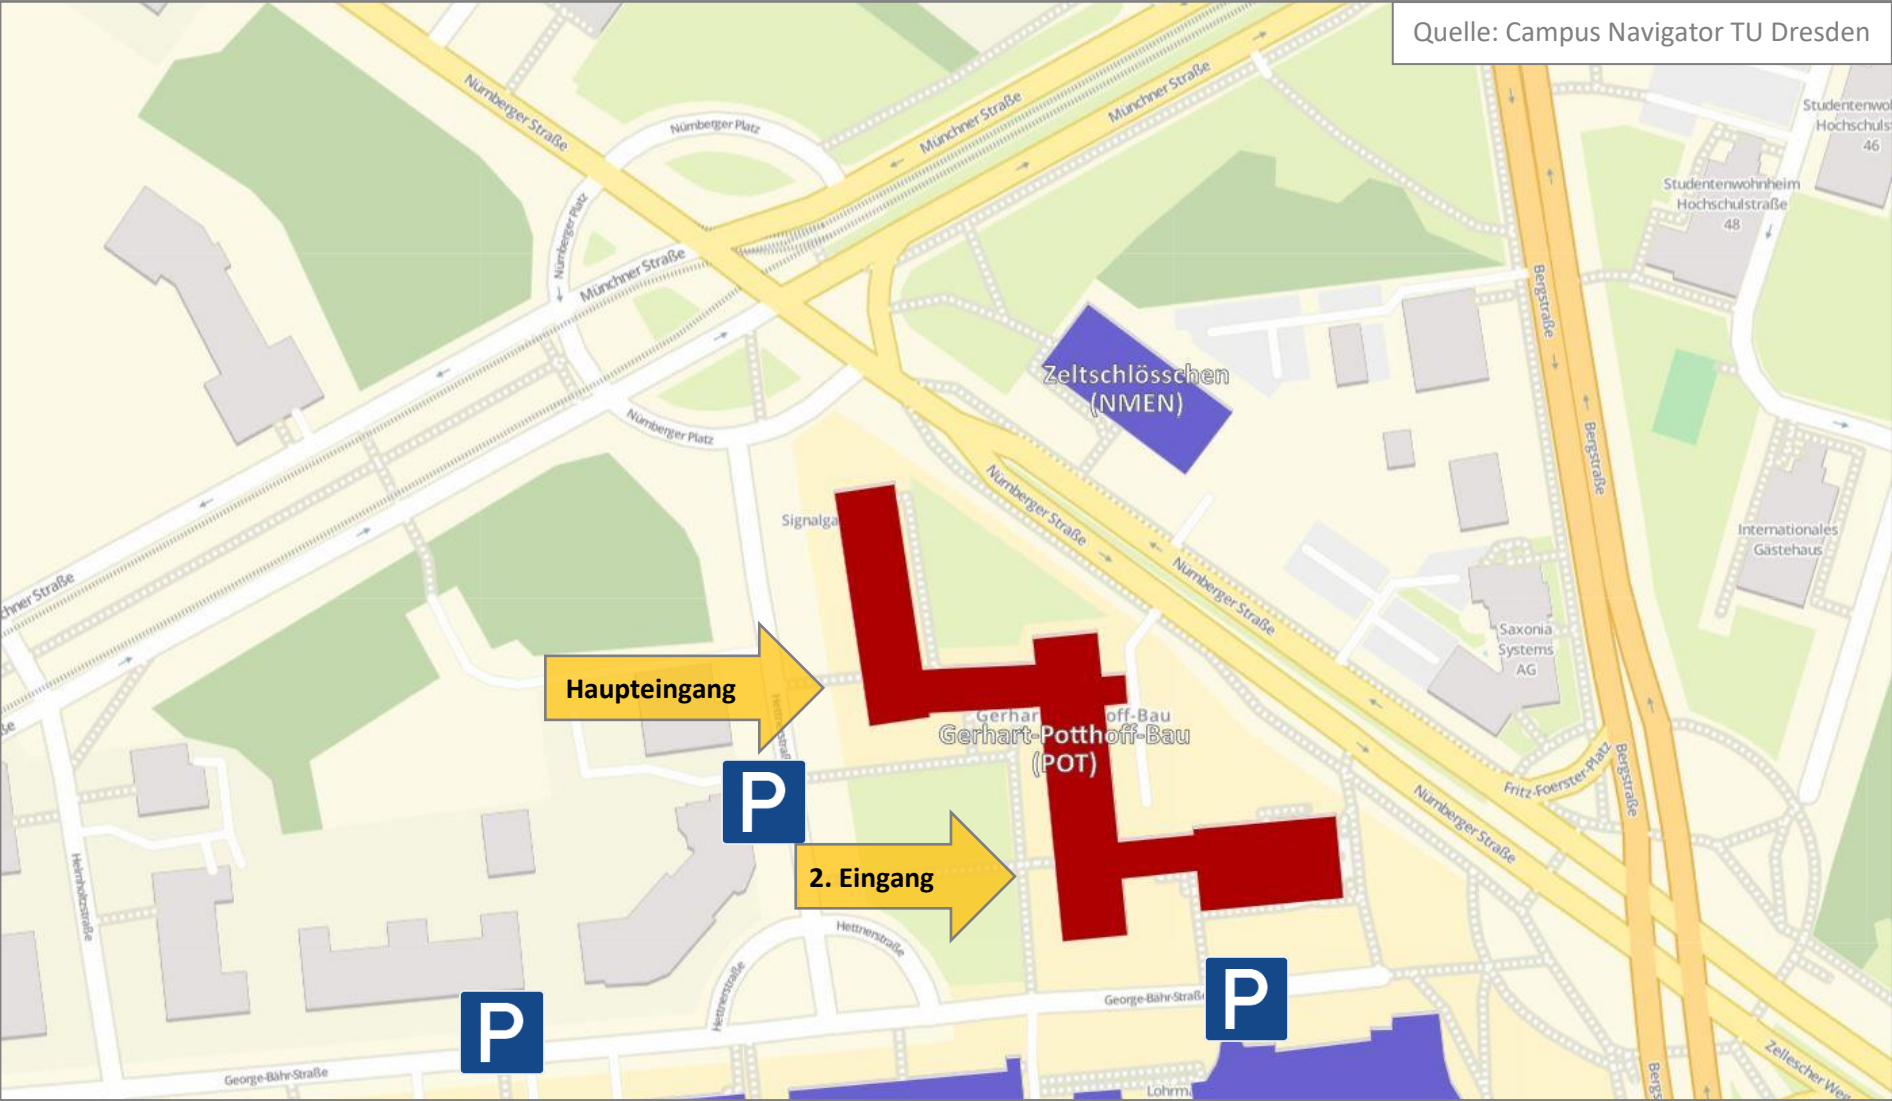 Quelle: Campus Navigator TU Dresden
Nürnberger Straße
Nürnberger Platz
Münchner Straße
Münchner Straße
Studentenwohnheim
Hochschulstraße
48
46
Nürnberger Platz
Münchner Straße
Bergstraße
Zeltschlösschen
(NMEN)
Nürnberger Platz
Bergstraße
Nürnberger Straße
Internationales
Gästehaus
Nürnberger Straße
Saxonia
Systems
AG
Haupteingang
Gerhart-Potthoff-Bau
(POT)
Fritz-Foerster-Platz
Bergstraße
P
Nürnberger Straße
2. Eingang
Helmholtzstraße
Hettnerstraße
Hettnerstraße
George-Bähr-Straße
P
P
George-Bähr-Straße
Zellescher Weg